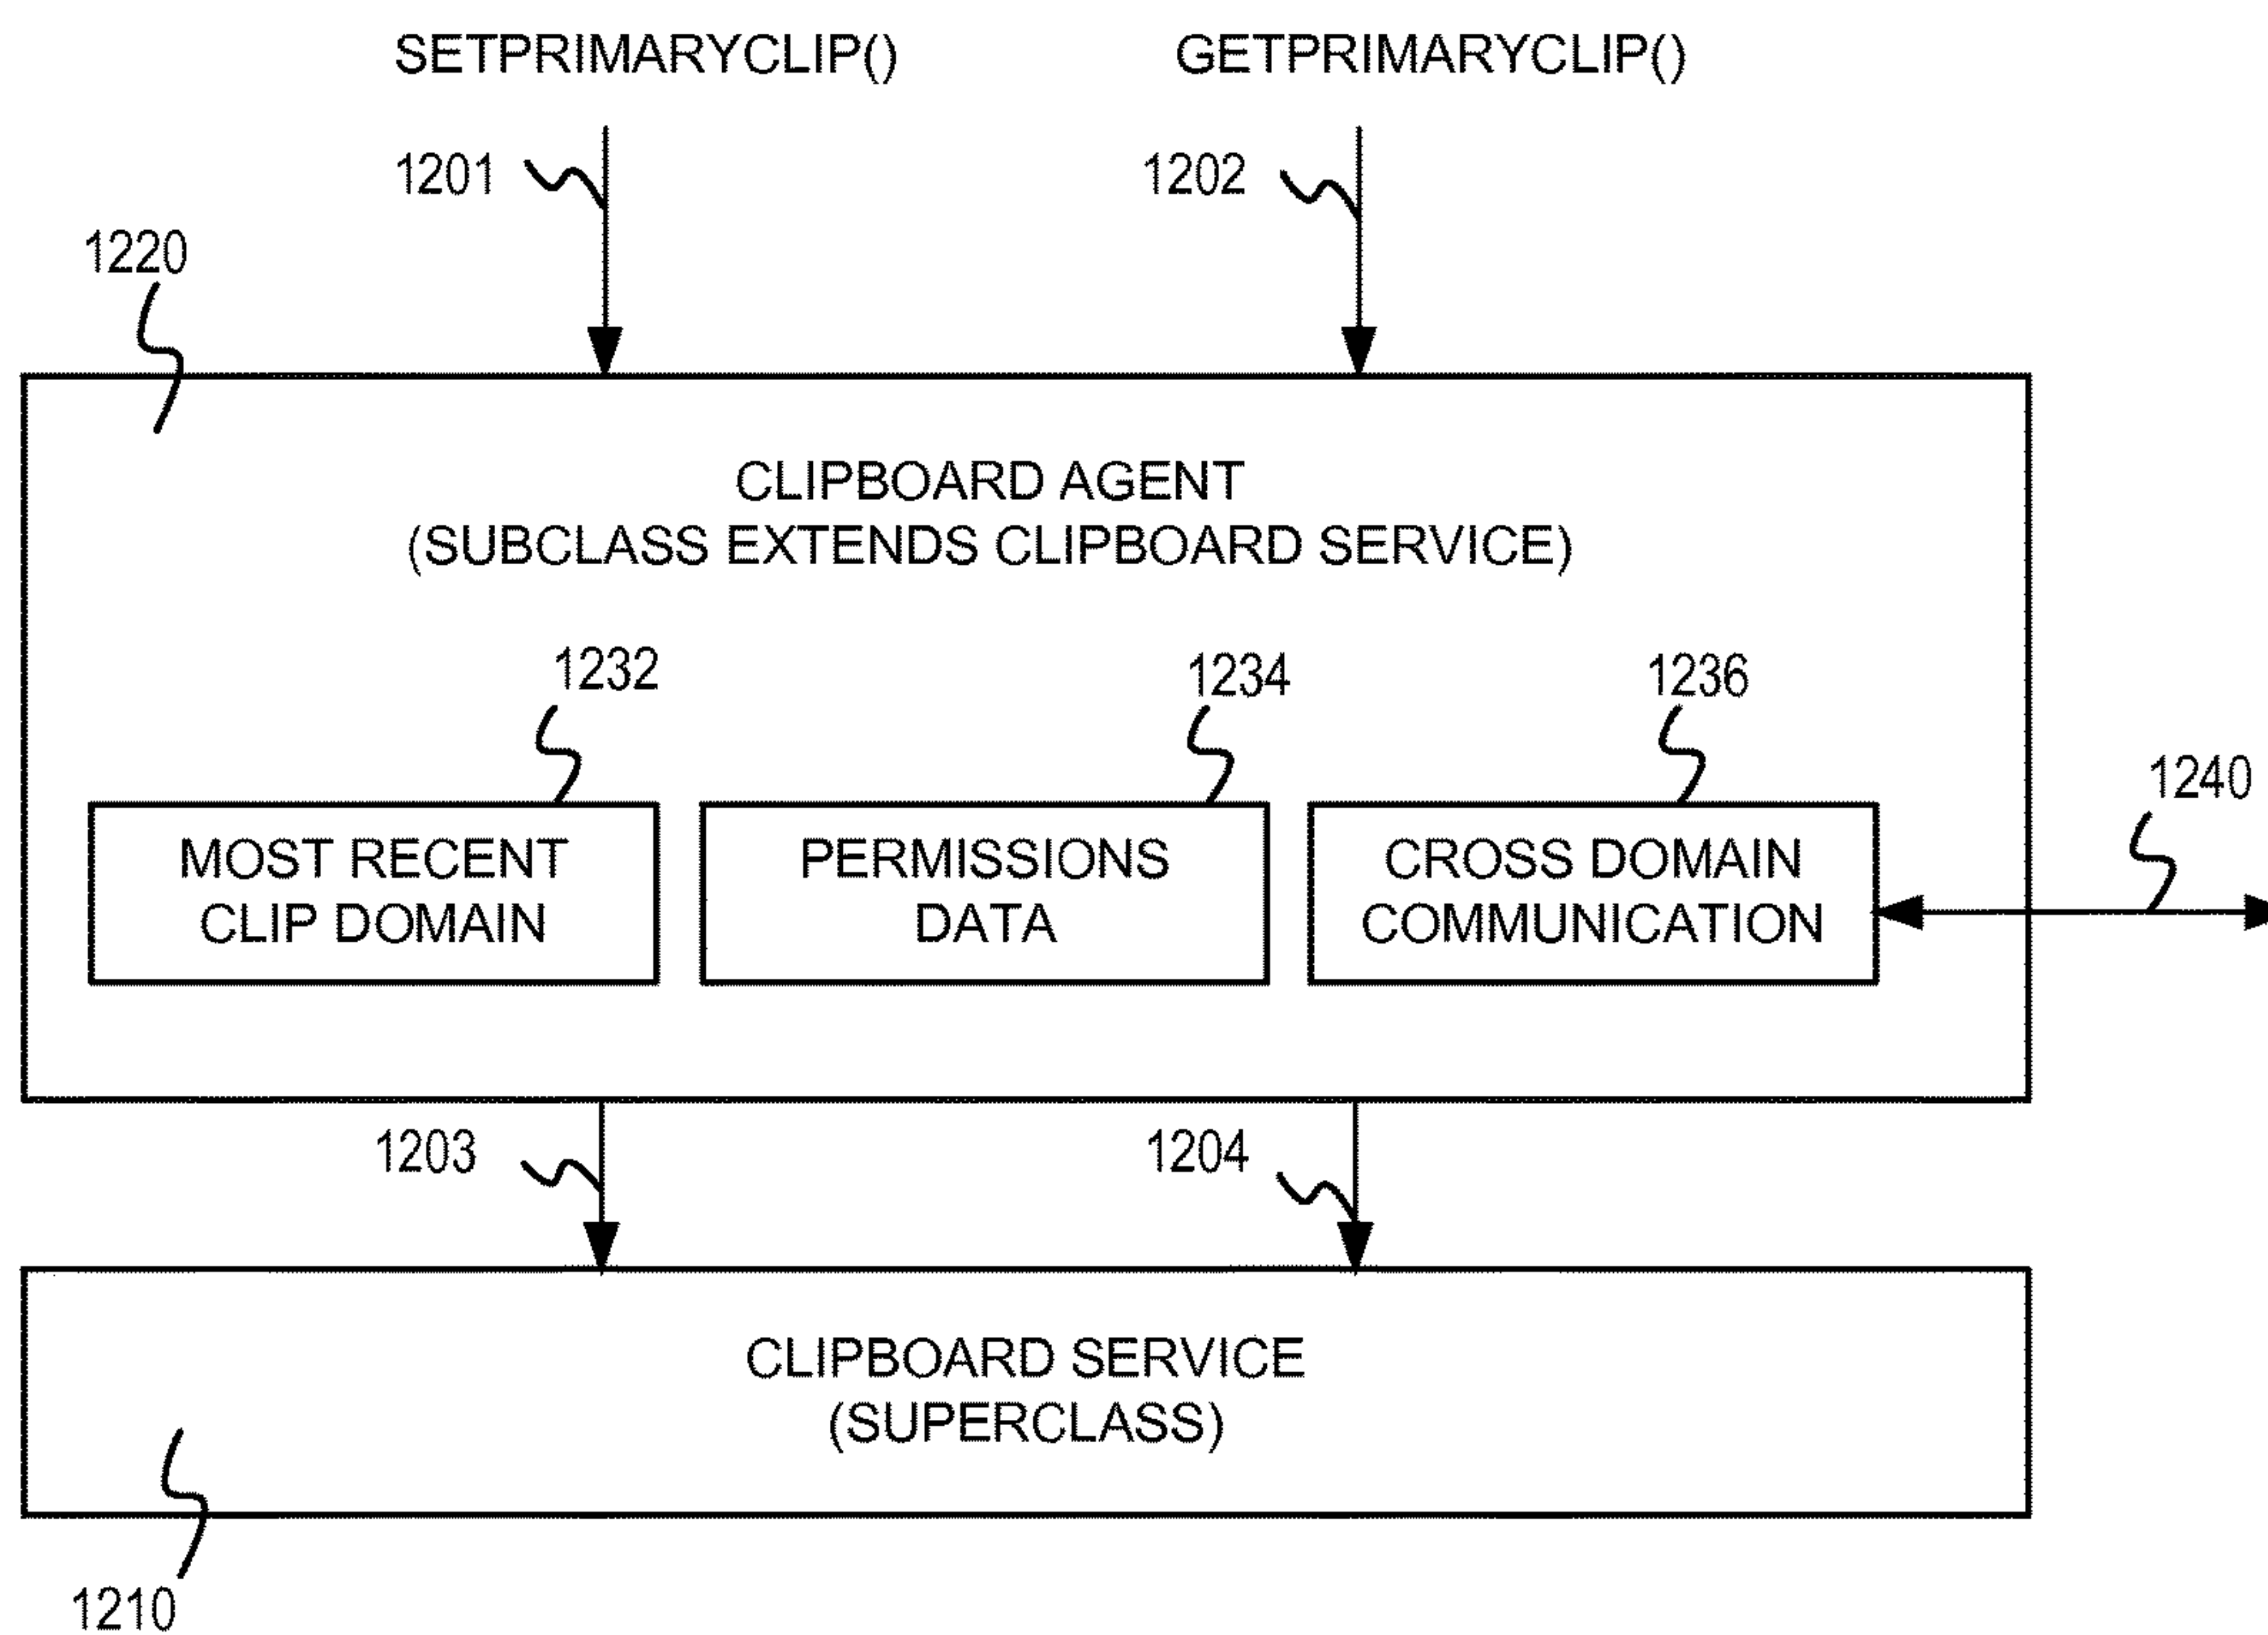 SETPRIMARYCLIP() GETPRIMARYCLIP()
1201 1202
1220
CLIPBOARD AGENT
(SUBCLASS EXTENDS CLIPBOARD SERVICE)
1232 1234 1236
1240
MOST RECENT
CLIP DOMAIN
PERMISSIONS
DATA
CROSS DOMAIN
COMMUNICATION
1203 1204
CLIPBOARD SERVICE
(SUPERCLASS)
1210